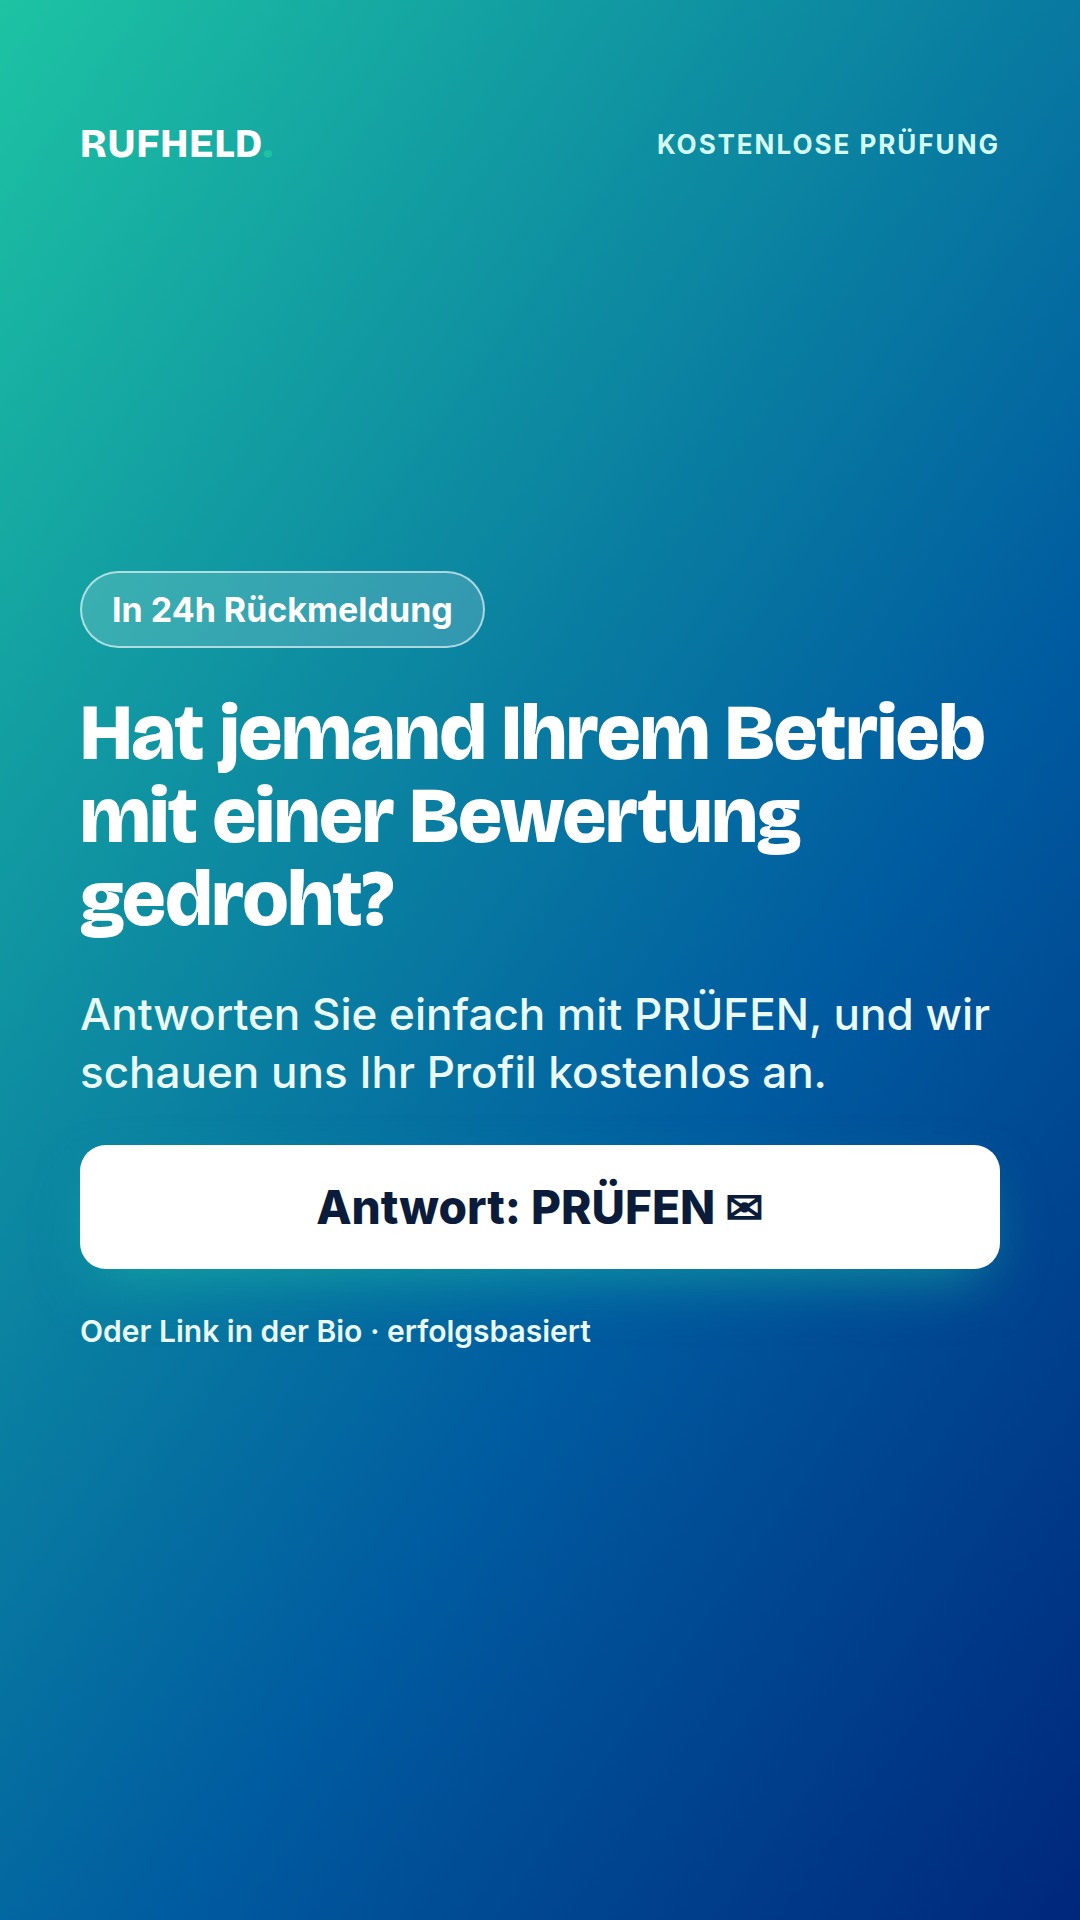 RUFHELD.
KOSTENLOSE PRÜFUNG
In 24h Rückmeldung
Hat jemand Ihrem Betrieb
mit einer Bewertung
gedroht?
Antworten Sie einfach mit PRÜFEN, und wir
schauen uns Ihr Profil kostenlos an.
Antwort: PRÜFEN ✉
Oder Link in der Bio · erfolgsbasiert